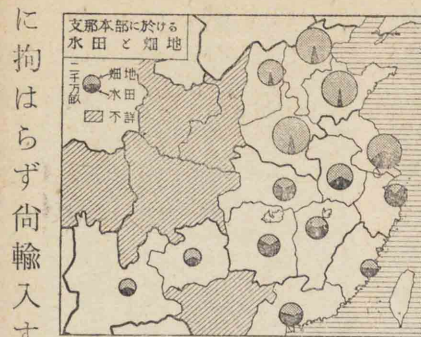 支那本部に於ける
水田と畑地
二千万畝
畑地
水田
不詳
に拘はらず尙輸入す